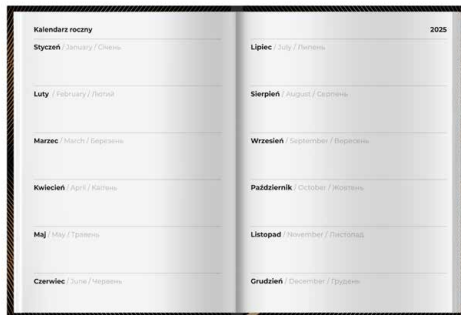 Kalendarz roczny
Styczeń / January / Січень
Luty / February / Лютий
Marzec / March / Березень
Kwiecień / April / Квітень
Maj / May / Травень
Czerwiec / June / Червень
2025
Lipiec / July / Липень
Sierpień / August / Серпень
Wrzesień / September / Вересень
Październik / October / Жовтень
Listopad / November / Листопад
Grudzień / December / Грудень